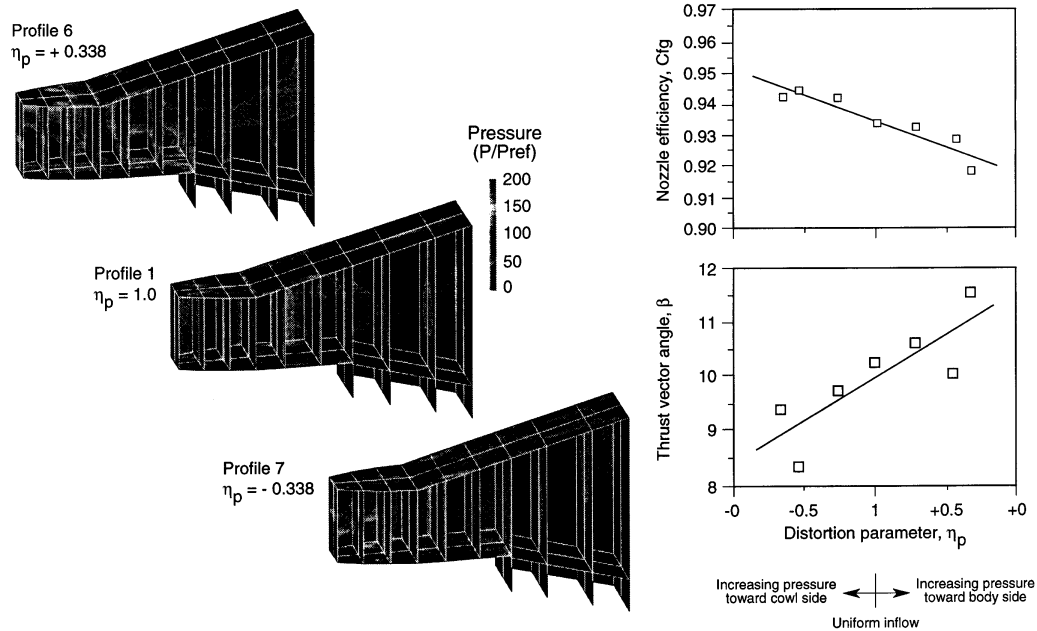 Profile 6
ηp = + 0.338
Profile 1
ηp = 1.0
Profile 7
ηp = - 0.338
Pressure
(P/Pref)
200
150
100
50
0
Nozzle efficiency, Cfg
0.97
0.96
0.95
0.94
0.93
0.92
0.91
0.90
Thrust vector angle, β
12
11
10
9
8
-0 -0.5 1 +0.5 +0
Distortion parameter, ηp
Increasing pressure
toward cowl side
Increasing pressure
toward body side
Uniform inflow